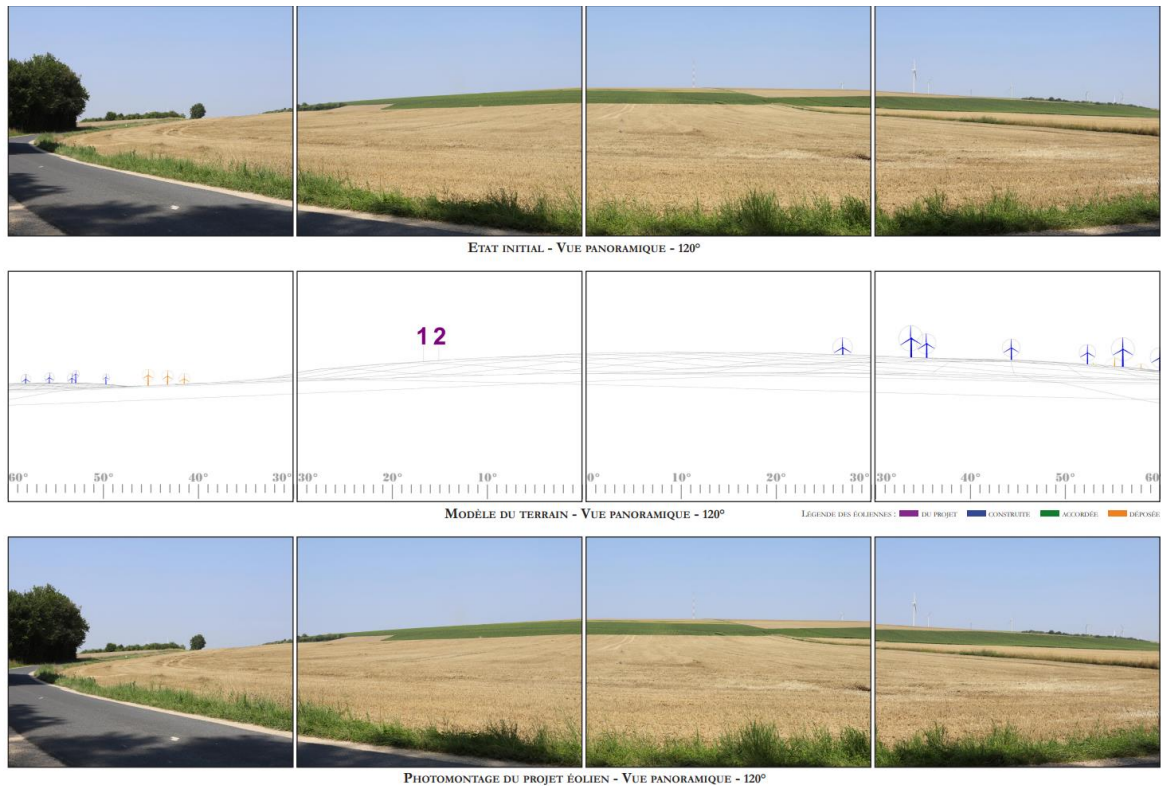 ETAT INITIAL - VUE PANORAMIQUE - 120°
1 2
60° 50° 40° 30° 30° 20° 10° 0° 10° 20° 30° 30° 40° 50° 60°
MODÈLE DU TERRAIN - VUE PANORAMIQUE - 120°
LÉGENDE DES ÉOLIENNES : DU PROJET CONSTRUITE ACCORDÉE DÉPOSÉE
PHOTOMONTAGE DU PROJET ÉOLIEN - VUE PANORAMIQUE - 120°